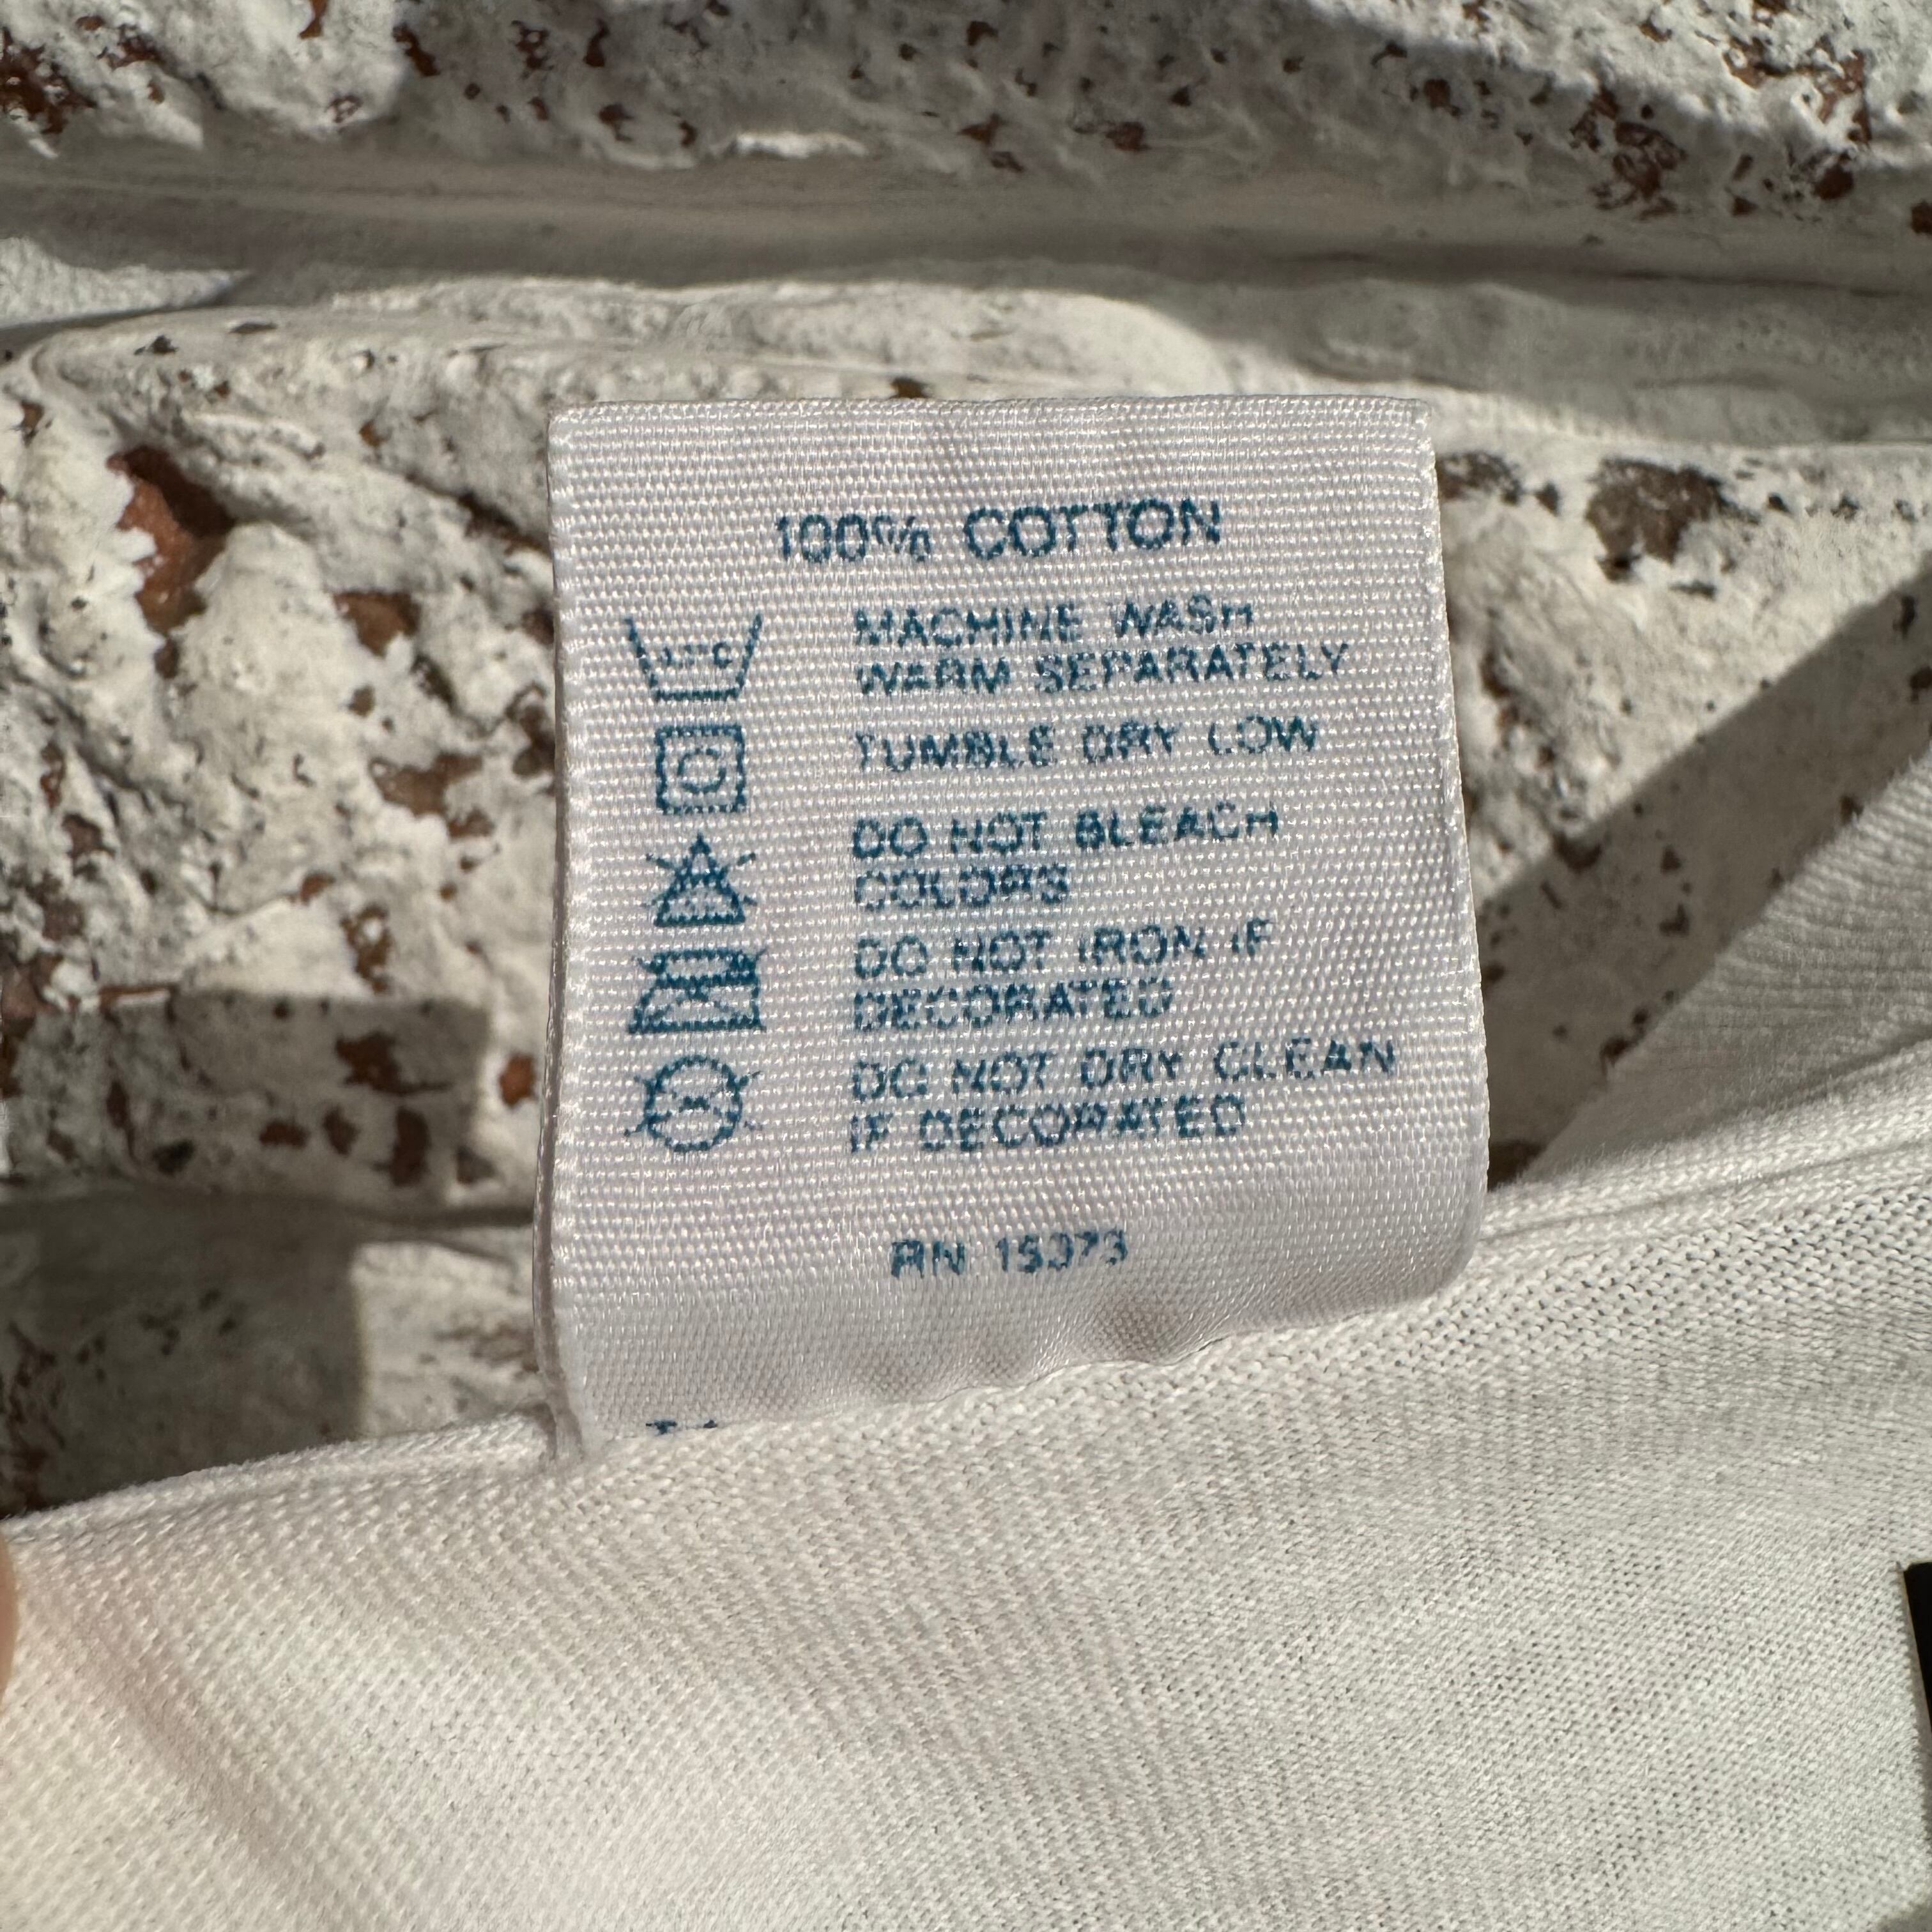 100% COTTON
MACHINE WASH
WARM SEPARATELY
TUMBLE DRY LOW
DO NOT BLEACH
COLORS
DO NOT IRON IF
DECORATED
DO NOT DRY CLEAN
IF DECORATED
RN